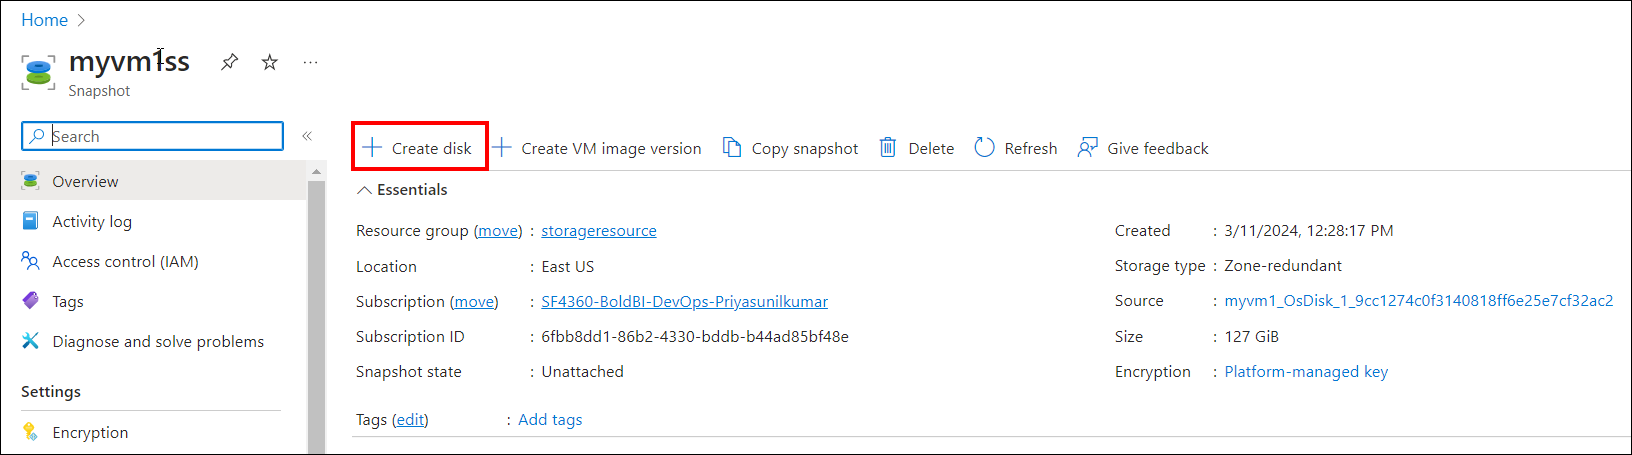 Home >
myvm1ss
Snapshot
Search «
+ Create disk + Create VM image version Copy snapshot Delete Refresh Give feedback
Overview
Essentials
Activity log
Resource group (move) : storageresource Created : 3/11/2024, 12:28:17 PM
Access control (IAM)
Location : East US Storage type : Zone-redundant
Tags
Subscription (move) : SF4360-BoldBI-DevOps-Priyasunilkumar Source : myvm1_OsDisk_1_9cc1274c0f3140818ff6e25e7cf32ac2
Diagnose and solve problems
Subscription ID : 6fbb8dd1-86b2-4330-bddb-b44ad85bf48e Size : 127 GiB
Snapshot state : Unattached Encryption : Platform-managed key
Settings
Tags (edit) : Add tags
Encryption